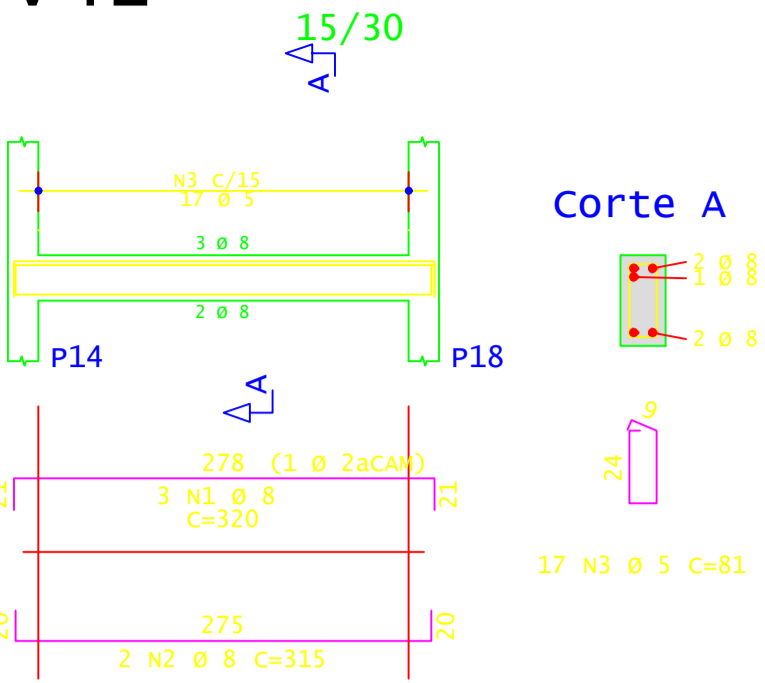 15/30
A
N3 C/15
17 Ø 5
3 Ø 8
2 Ø 8
P14
P18
A
278 (1 Ø 2aCAM)
21
3 N1 Ø 8
21
C=320
275
20
20
2 N2 Ø 8 C=315
Corte A
2 Ø 8
1 Ø 8
2 Ø 8
9
24
17 N3 Ø 5 C=81